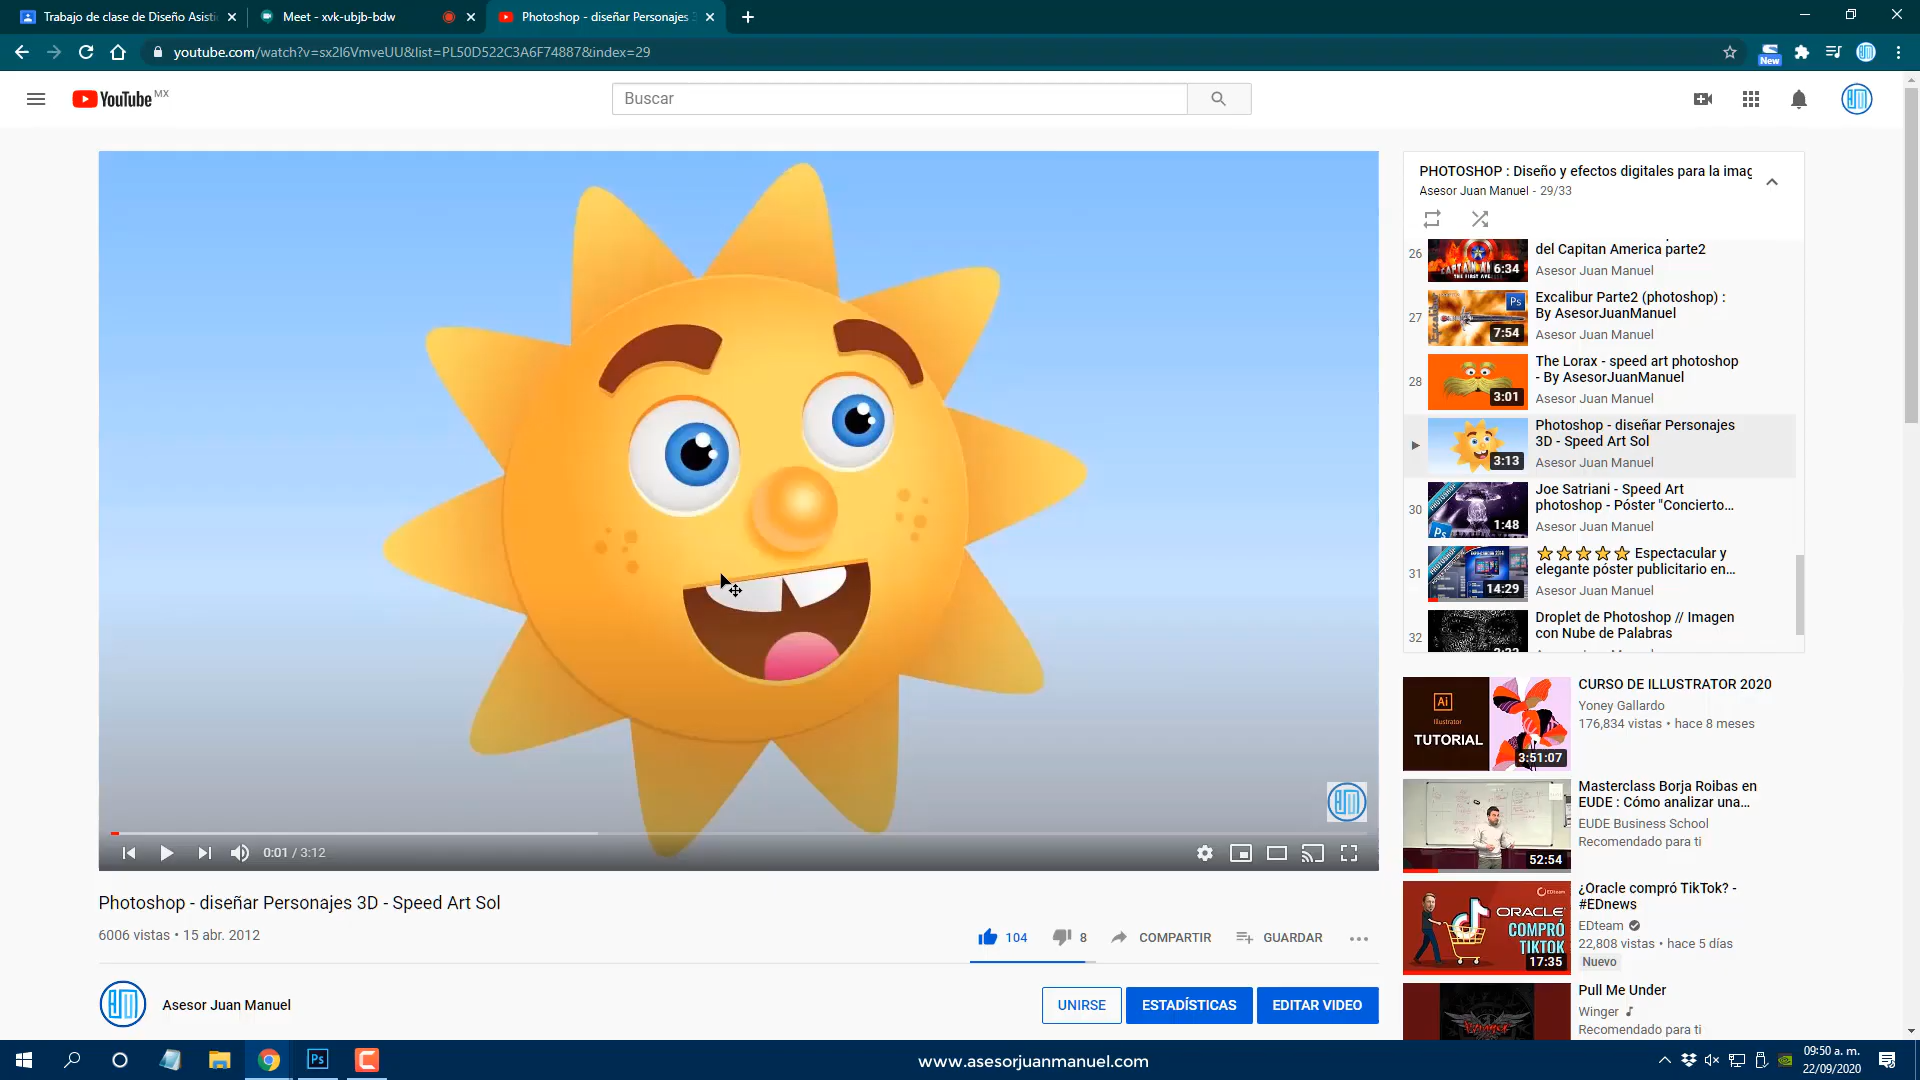 Trabajo de clase de Diseño Asisti
Meet - xvk-ubjb-bdw
Photoshop - diseñar Personajes 3
youtube.com/watch?v=sx2l6VmveUU&list=PL50D522C3A6F74887&index=29
New
YouTube MX
Buscar
PHOTOSHOP : Diseño y efectos digitales para la imag
Asesor Juan Manuel - 29/33
26
6:34
del Capitan America parte2
Asesor Juan Manuel
27
Ps
7:54
Excalibur Parte2 (photoshop) :
By AsesorJuanManuel
Asesor Juan Manuel
28
3:01
The Lorax - speed art photoshop
- By AsesorJuanManuel
Asesor Juan Manuel
3:13
Photoshop - diseñar Personajes
3D - Speed Art Sol
Asesor Juan Manuel
30
Ps
1:48
Joe Satriani - Speed Art
photoshop - Póster "Concierto...
Asesor Juan Manuel
31
14:29
Espectacular y
elegante póster publicitario en...
Asesor Juan Manuel
32
Droplet de Photoshop // Imagen
con Nube de Palabras
0:01 / 3:12
Photoshop - diseñar Personajes 3D - Speed Art Sol
6006 vistas • 15 abr. 2012
104
8
COMPARTIR
GUARDAR
Asesor Juan Manuel
UNIRSE
ESTADÍSTICAS
EDITAR VIDEO
Ai
Illustrator
TUTORIAL
3:51:07
CURSO DE ILLUSTRATOR 2020
Yoney Gallardo
176,834 vistas • hace 8 meses
52:54
Masterclass Borja Roibas en
EUDE : Cómo analizar una...
EUDE Business School
Recomendado para ti
EDteam
ORACLE
COMPRÓ
TIKTOK
17:35
¿Oracle compró TikTok? -
#EDnews
EDteam
22,808 vistas • hace 5 días
Nuevo
Pull Me Under
Winger
Recomendado para ti
Ps
www.asesorjuanmanuel.com
09:50 a. m.
22/09/2020